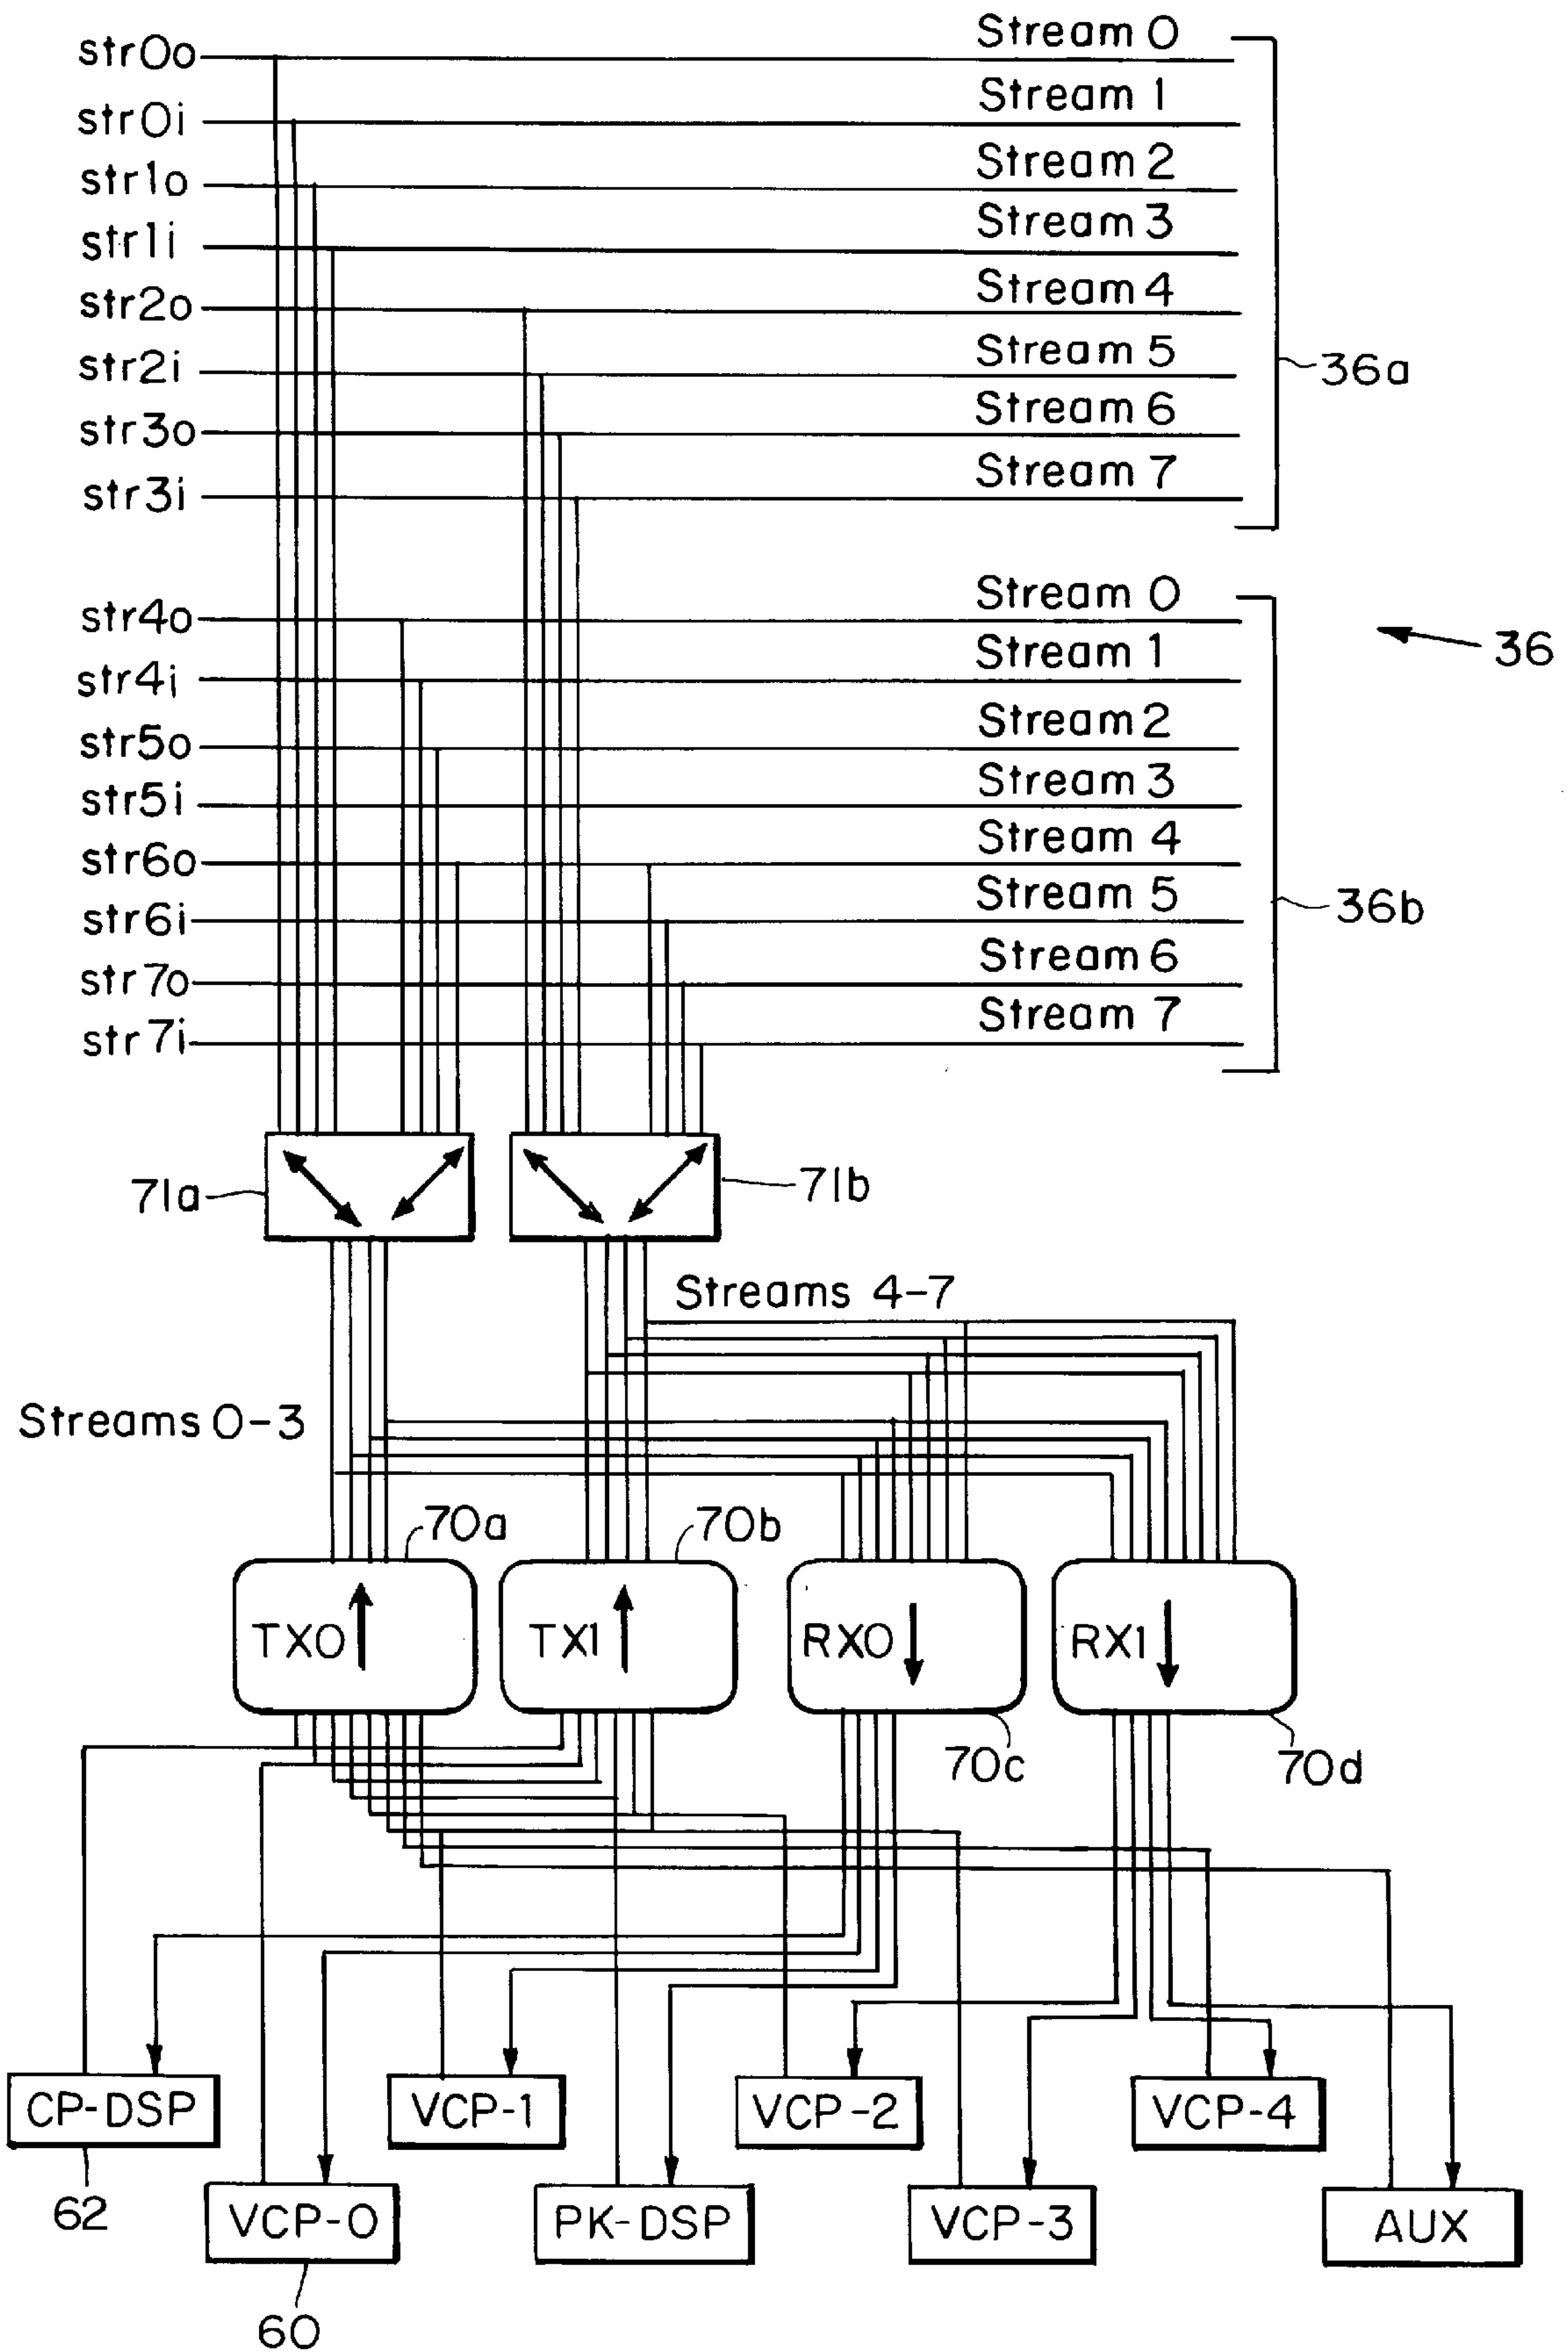 str0o Stream 0
str0i Stream 1
str1o Stream 2
str1i Stream 3
str2o Stream 4
str2i Stream 5
36a
str3o Stream 6
str3i Stream 7
str4o Stream 0
36
str4i Stream 1
str5o Stream 2
str5i Stream 3
str6o Stream 4
str6i Stream 5
36b
str7o Stream 6
str7i Stream 7
71a
71b
Streams 4-7
Streams 0-3
70a
70b
TX0
TX1
RX0
RX1
70c
70d
CP-DSP
VCP-1
VCP-2
VCP-4
62
VCP-0
PK-DSP
VCP-3
AUX
60